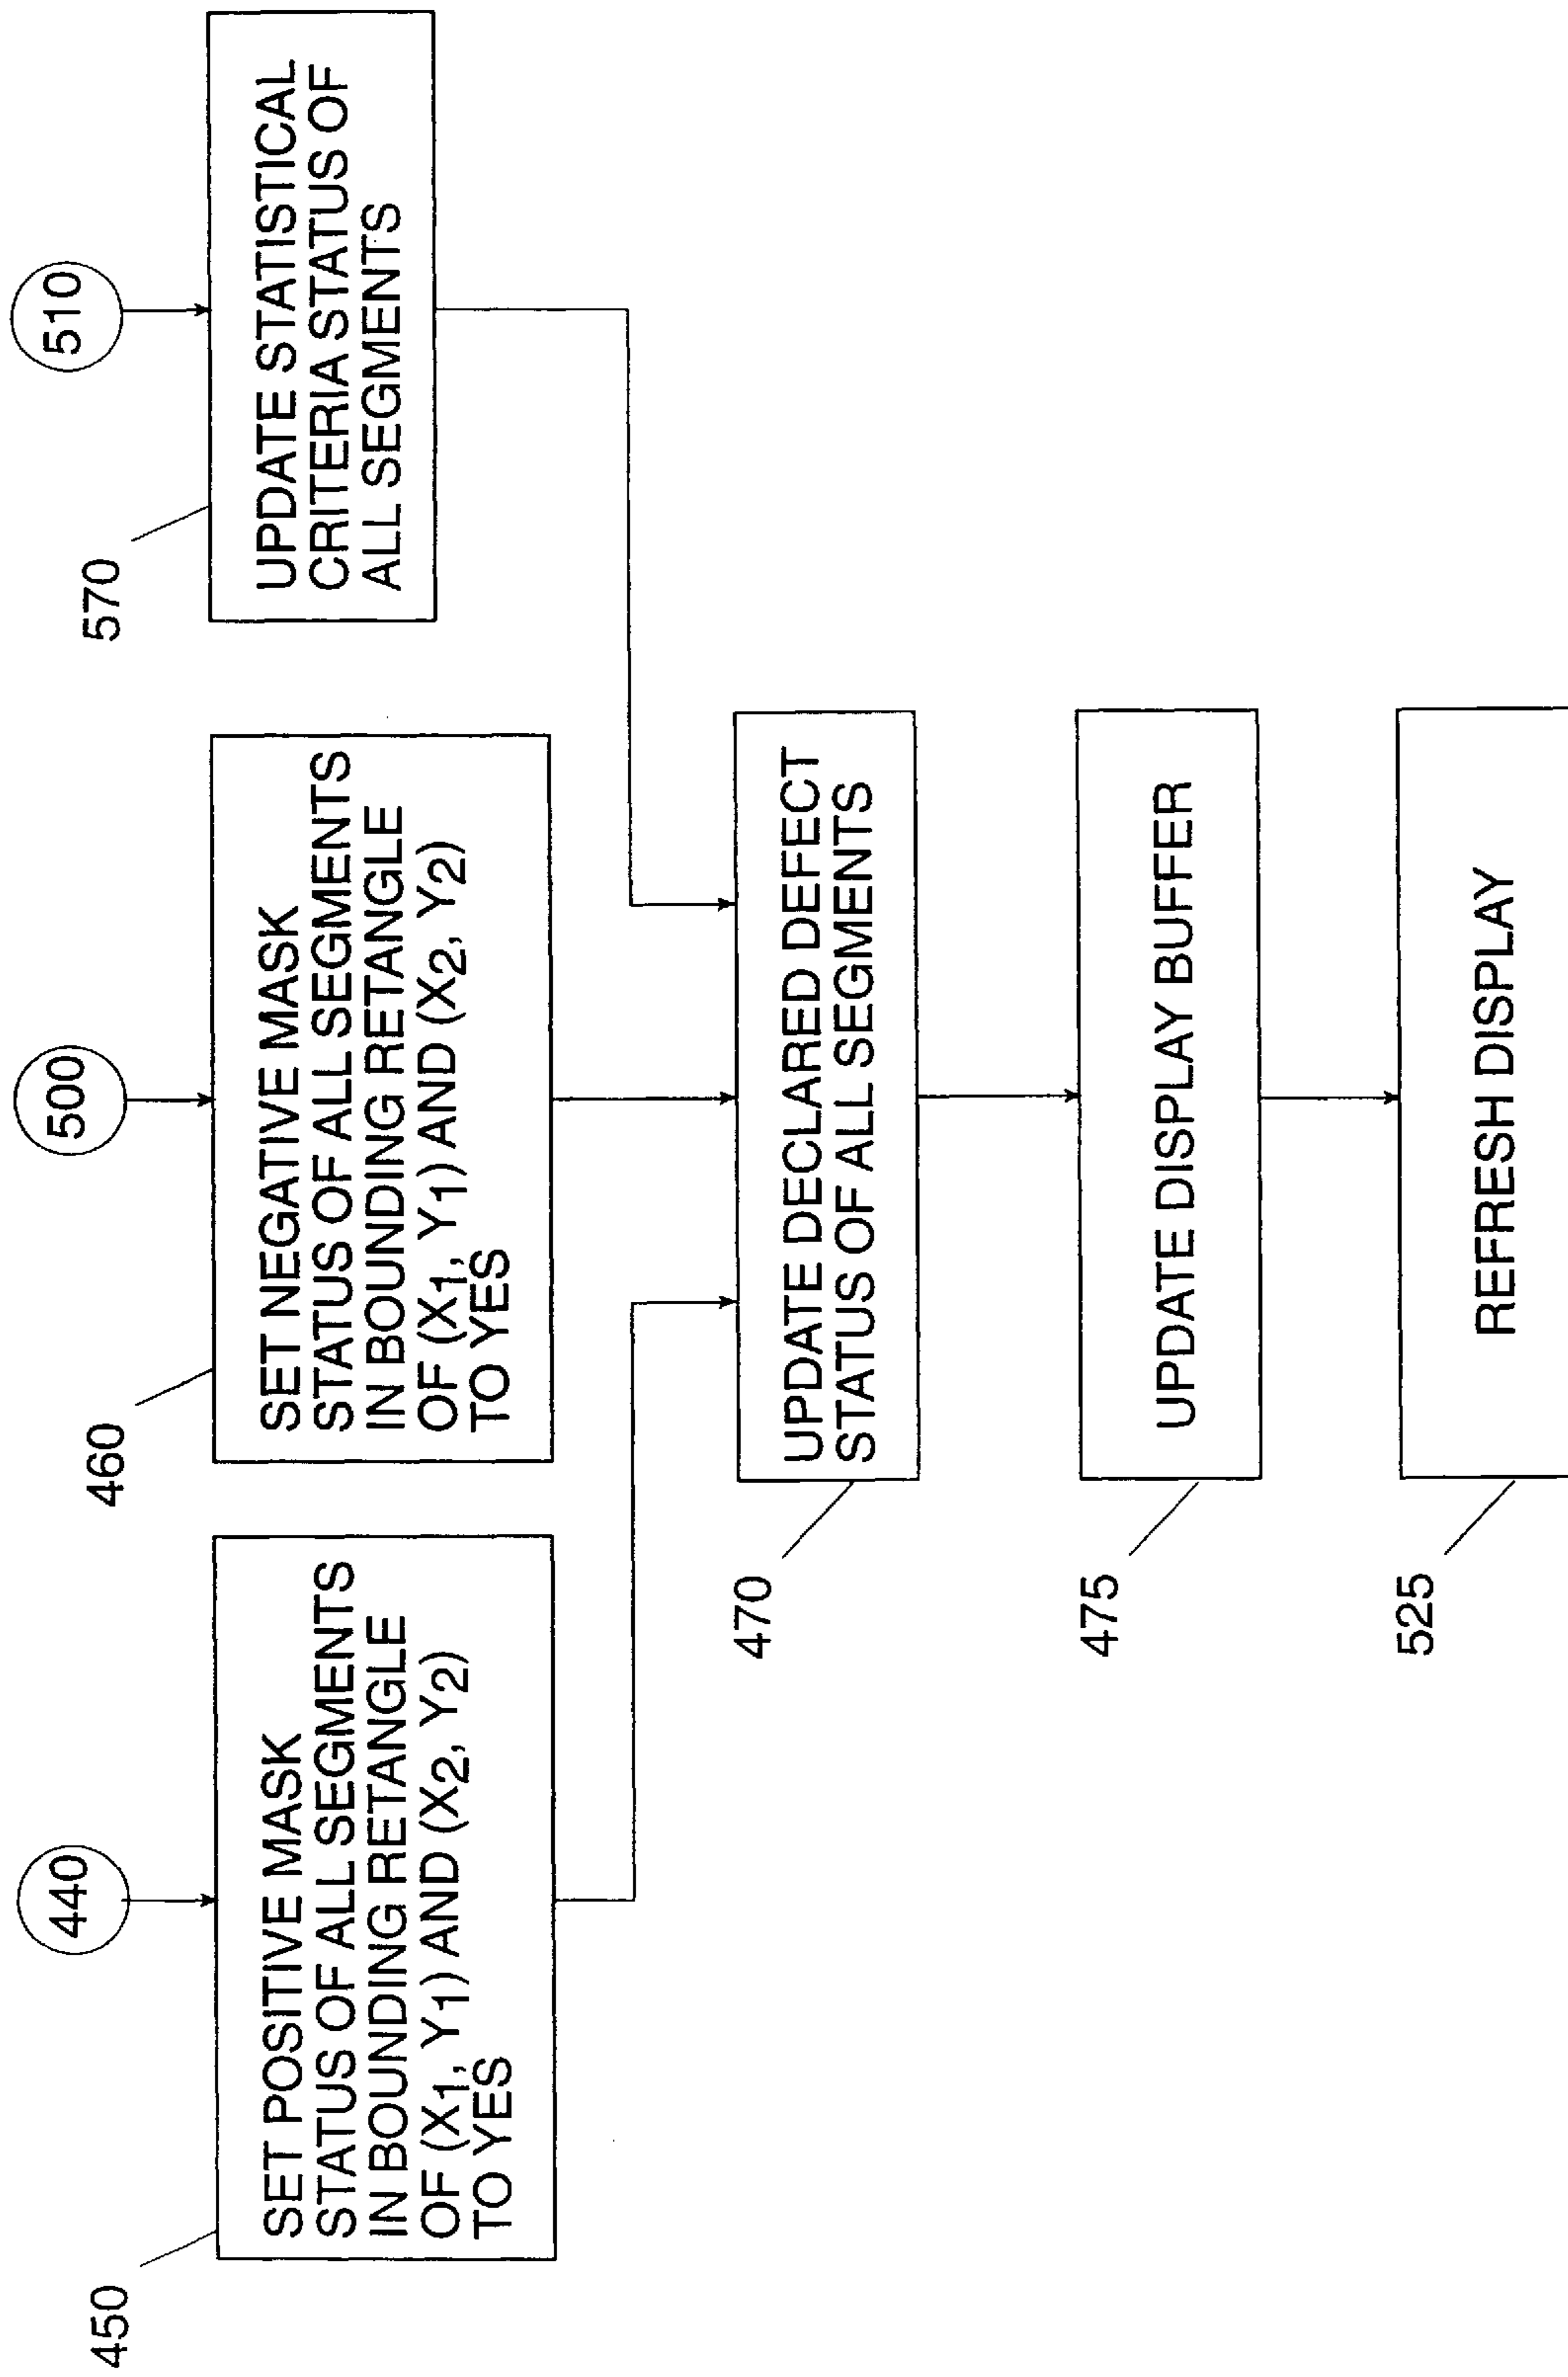 440
450
SET POSITIVE MASK
STATUS OF ALL SEGMENTS
IN BOUNDING RETANGLE
OF (X1, Y1) AND (X2, Y2)
TO YES
500
460
SET NEGATIVE MASK
STATUS OF ALL SEGMENTS
IN BOUNDING RETANGLE
OF (X1, Y1) AND (X2, Y2)
TO YES
510
570
UPDATE STATISTICAL
CRITERIA STATUS OF
ALL SEGMENTS
470
UPDATE DECLARED DEFECT
STATUS OF ALL SEGMENTS
475
UPDATE DISPLAY BUFFER
525
REFRESH DISPLAY